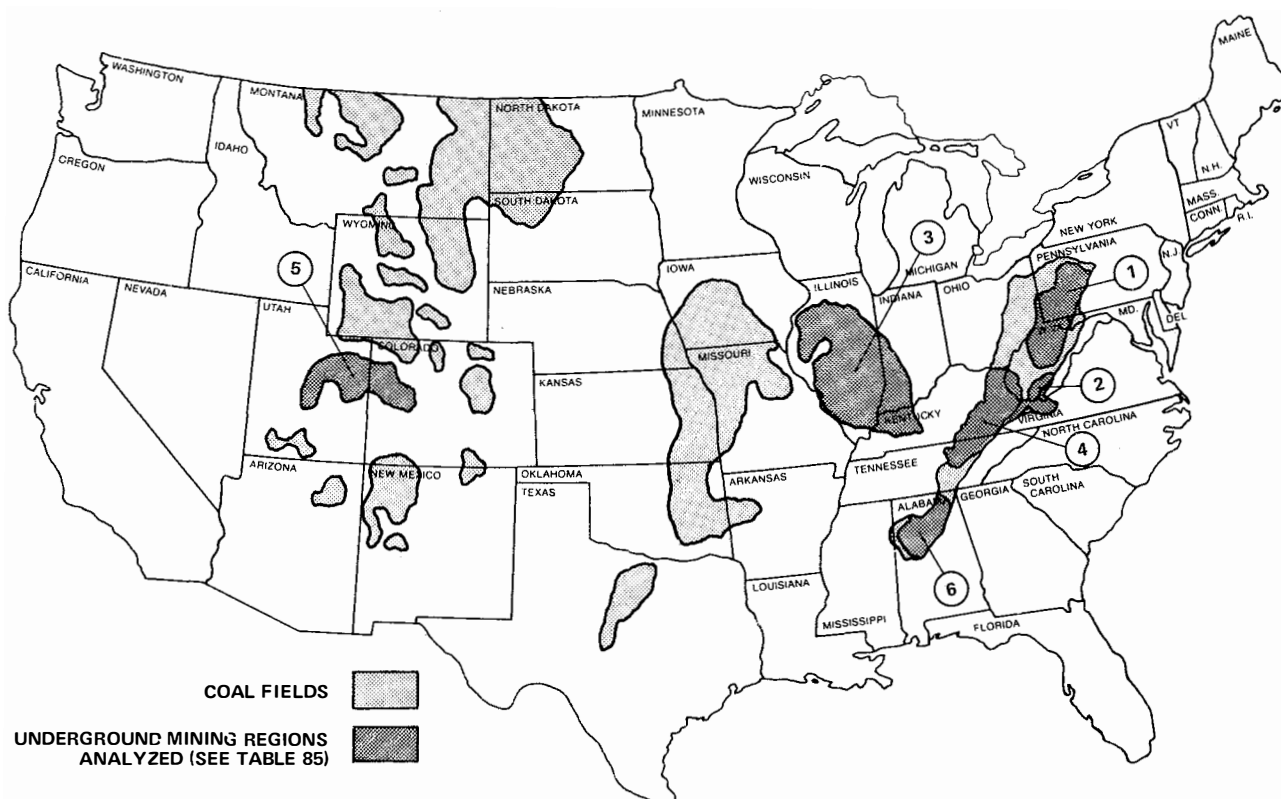 MAINE
WASHINGTON
MONTANA
NORTH DAKOTA
MINNESOTA
VT
N.H.
IDAHO
CREGON
WISCONSIN
SOUTH DAKOTA
MASS.
CONN
R.I.
WYOMING
3
NEW YORK
PENNSYLVANIA
N.J.
5
CALIFORNIA
NEVADA
UTAH
IOWA
MICHIGAN
NEBRASKA
ILLINOIS
INDIANA
OHIO
1
MD.
DEL
COLORADO
MISSOURI
KANSAS
2
KENTUCKY
VIRGINIA
NORTH CAROLINA
4
ARIZONA
NEW MEXICO
OKLAHOMA
TEXAS
ARKANSAS
TENNESSEE
ALABAMA
GEORGIA
SOUTH
CAROLINA
LOUISIANA
6
MISSISSIPPI
FLORIDA
COAL FIELDS
UNDERGROUND MINING REGIONS
ANALYZED (SEE TABLE 85)